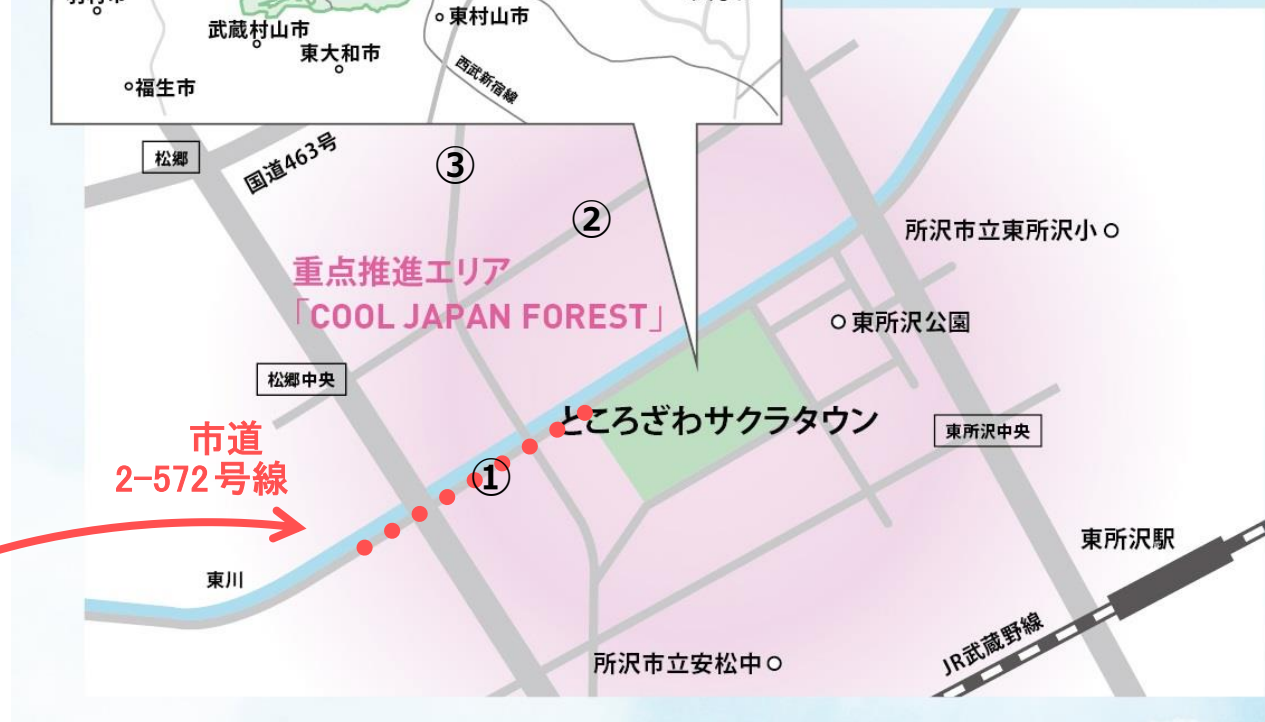 武蔵村山市
東大和市
東村山市
福生市
西武新宿線
松郷
国道463号
③
②
所沢市立東所沢小
重点推進エリア
「COOL JAPAN FOREST」
東所沢公園
松郷中央
ところざわサクラタウン
東所沢中央
市道
2-572号線
①
東所沢駅
東川
JR武蔵野線
所沢市立安松中